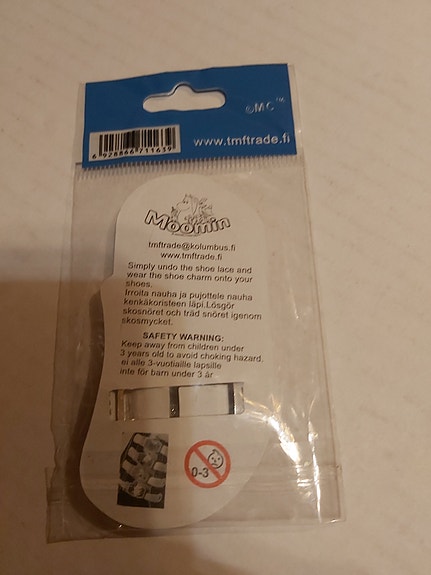 ©MC™
www.tmftrade.fi
6 928866 711639
Moomin
tmftrade@kolumbus.fi
www.tmftrade.fi
Simply undo the shoe lace and
wear the shoe charm onto your
shoes.
Irroita nauha ja pujottele nauha
kenkäkoristeen läpi.Lösgör
skosnöret och träd snöret igenom
skosmycket.
SAFETY WARNING:
Keep away from children under
3 years old to avoid choking hazard.
ei alle 3-vuotiaille lapsille
inte för barn under 3 år
0-3